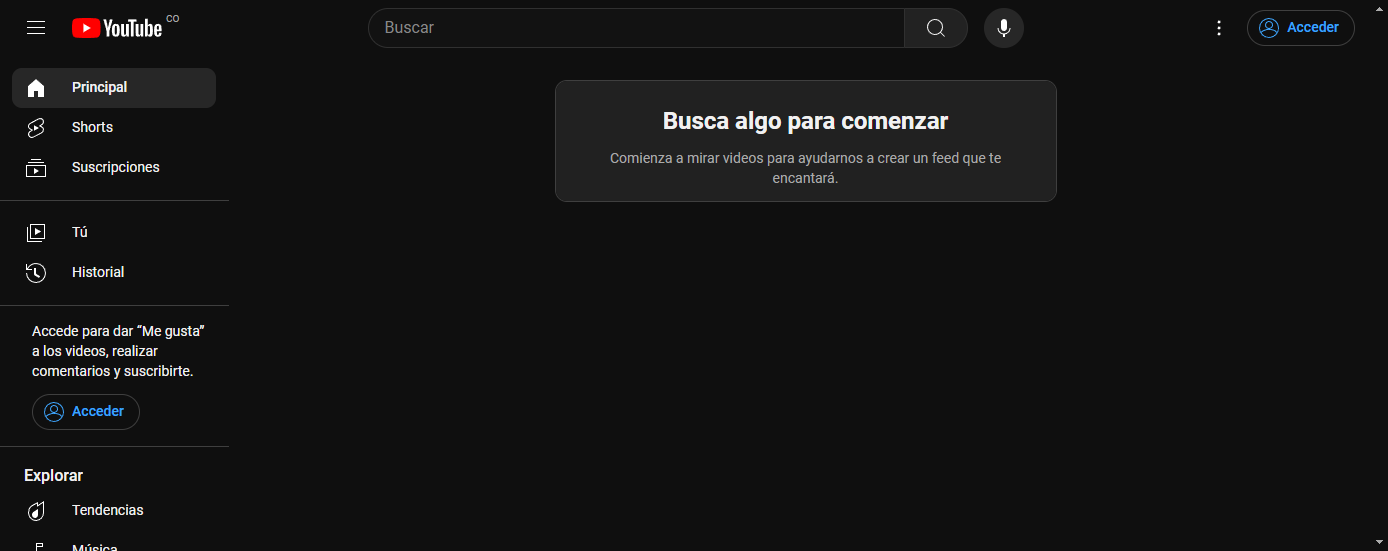 YouTube CO
Buscar
Acceder
Principal
Shorts
Suscripciones
Tú
Historial
Accede para dar “Me gusta”
a los videos, realizar
comentarios y suscribirte.
Acceder
Explorar
Tendencias
Música
Busca algo para comenzar
Comienza a mirar videos para ayudarnos a crear un feed que te
encantará.